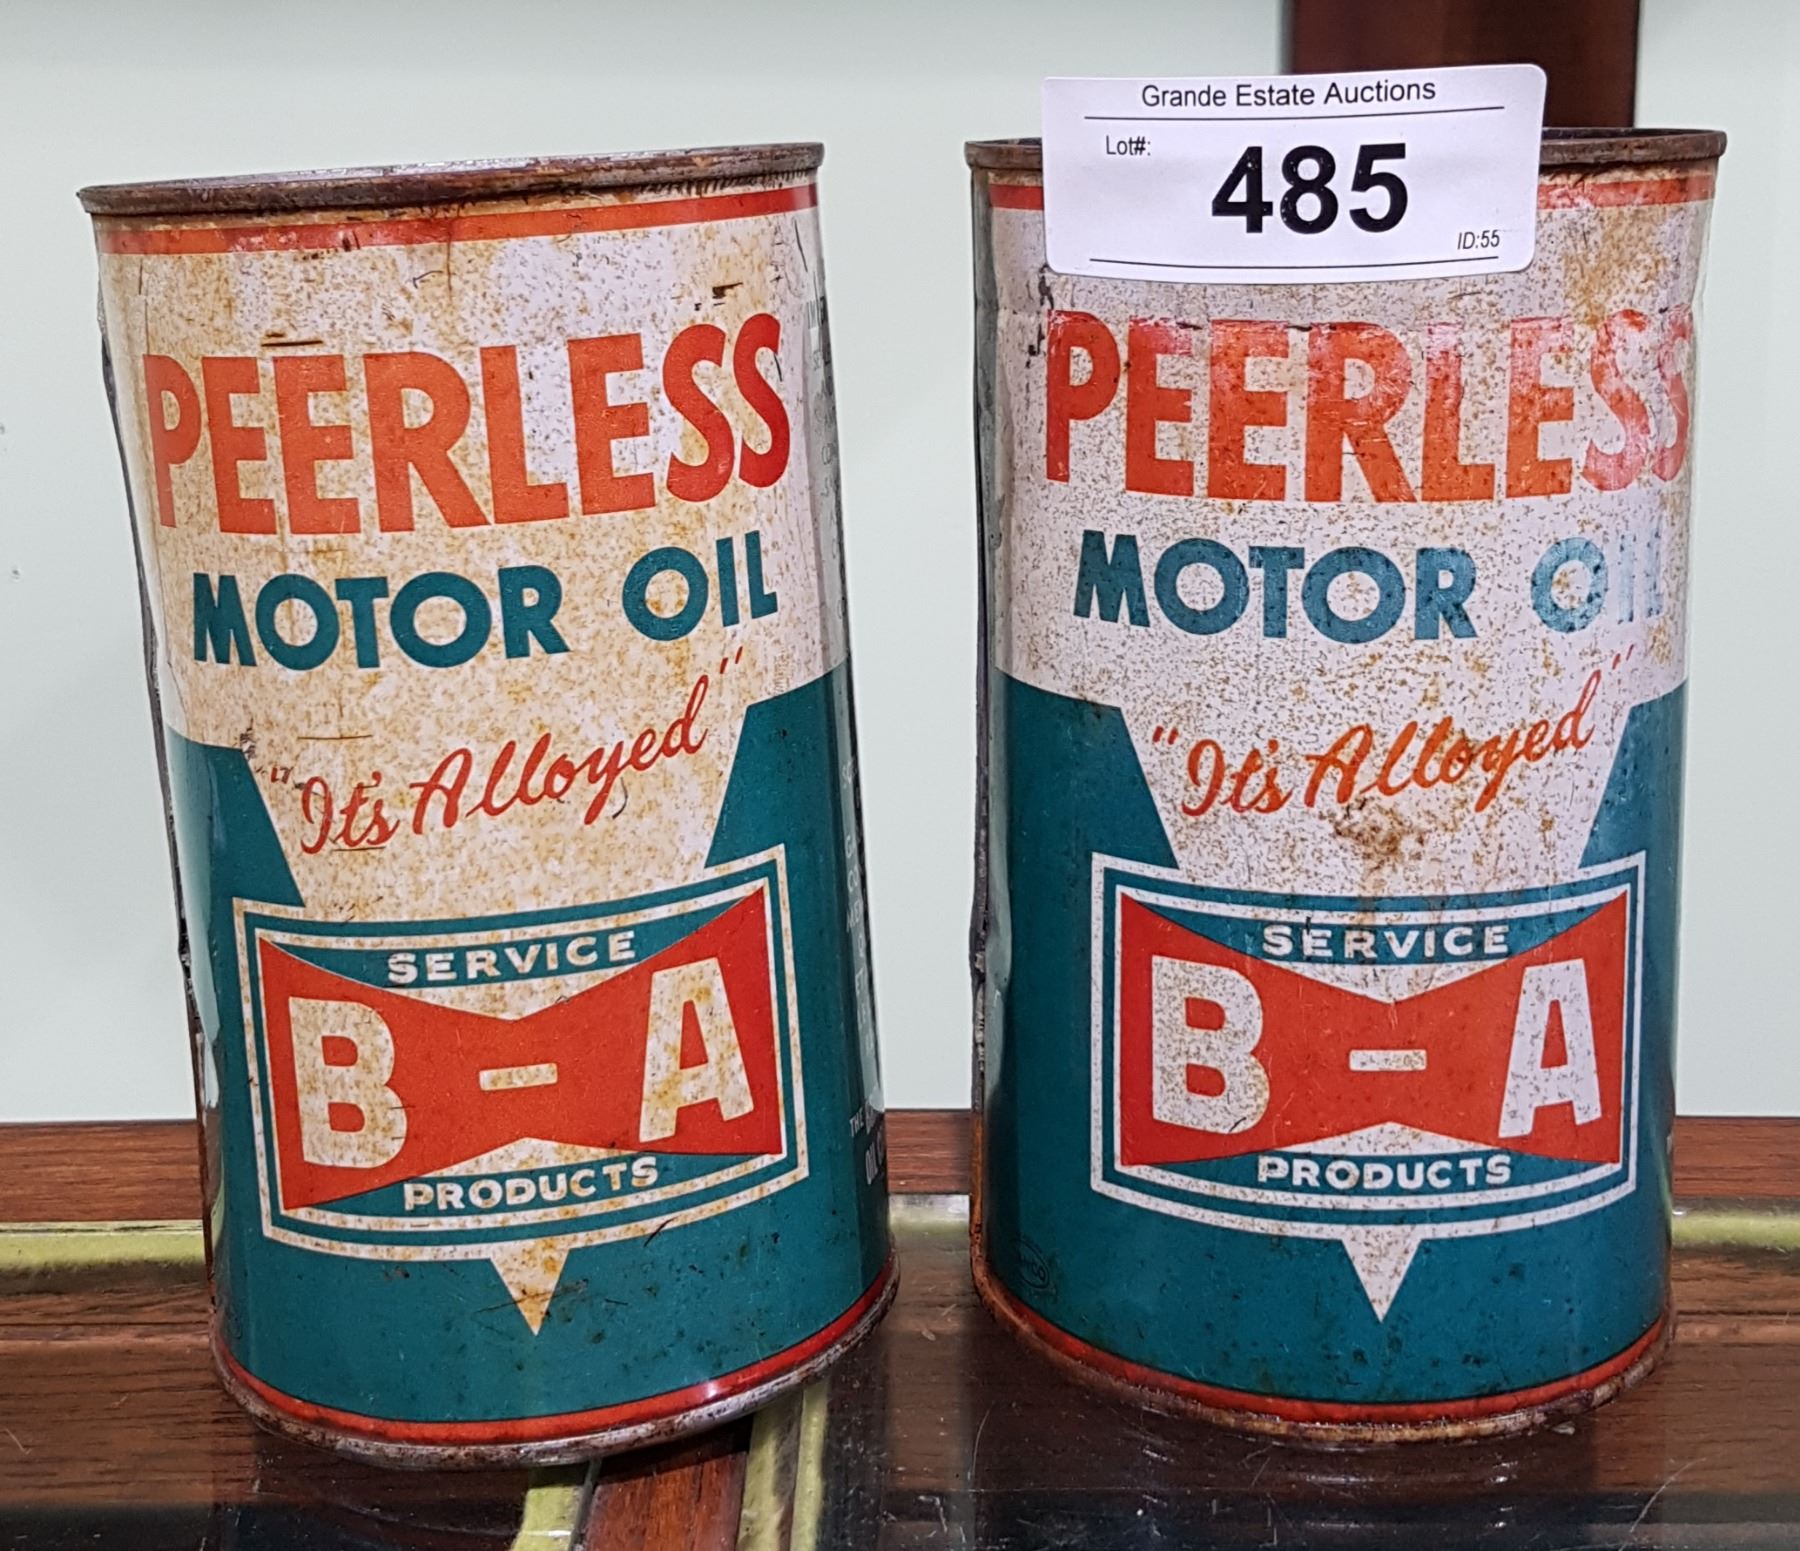 PEERLESS
MOTOR OIL
"It's Alloyed"
SERVICE
B-A
PRODUCTS
Grande Estate Auctions
Lot#:
485
ID:55
PEERLESS
MOTOR OIL
"It's Alloyed"
SERVICE
B-A
PRODUCTS